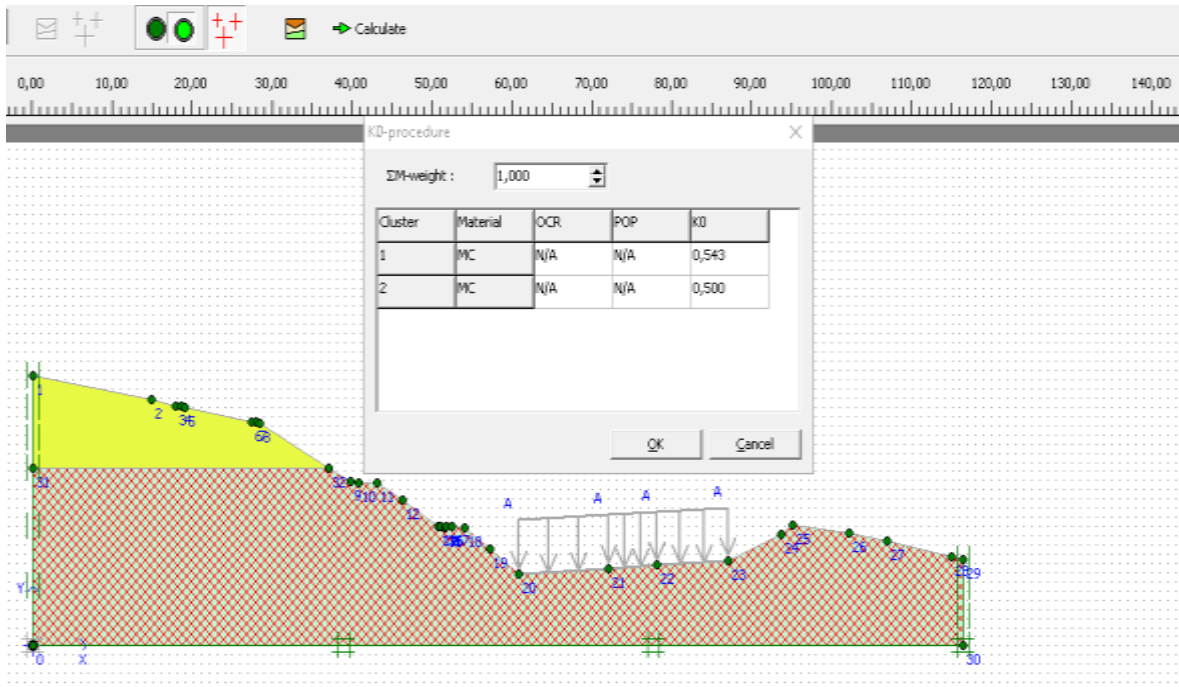 Calculate
0,00 10,00 20,00 30,00 40,00 50,00 60,00 70,00 80,00 90,00 100,00 110,00 120,00 130,00 140,00
K0-procedure
ΣM-weight : 1,000
Cluster Material OCR POP K0
1 MC N/A N/A 0,543
2 MC N/A N/A 0,500
OK Cancel
1
2
31 32
9 10 11
12
18
19
A A A A
20 21 22 23
24 25 26 27
29
Y
0 x 30